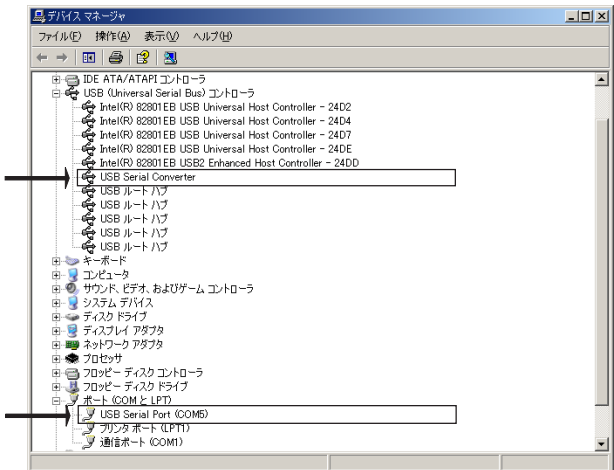 デバイス マネージャ
ファイル(F) 操作(A) 表示(V) ヘルプ(H)
IDE ATA/ATAPI コントローラ
USB (Universal Serial Bus) コントローラ
Intel(R) 82801EB USB Universal Host Controller - 24D2
Intel(R) 82801EB USB Universal Host Controller - 24D4
Intel(R) 82801EB USB Universal Host Controller - 24D7
Intel(R) 82801EB USB Universal Host Controller - 24DE
Intel(R) 82801EB USB2 Enhanced Host Controller - 24DD
USB Serial Converter
USB ルート ハブ
USB ルート ハブ
USB ルート ハブ
USB ルート ハブ
USB ルート ハブ
キーボード
コンピュータ
サウンド、ビデオ、およびゲーム コントローラ
システム デバイス
ディスク ドライブ
ディスプレイ アダプタ
ネットワーク アダプタ
プロセッサ
フロッピー ディスク コントローラ
フロッピー ディスク ドライブ
ポート (COM と LPT)
USB Serial Port (COM5)
プリンタ ポート (LPT1)
通信ポート (COM1)